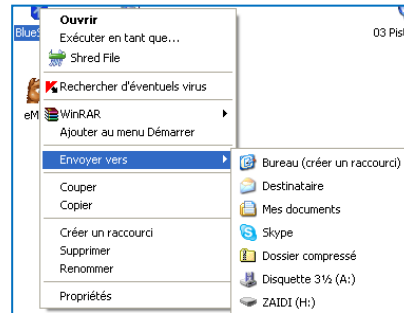 BlueS
03 Pist
eM
Ouvrir
Exécuter en tant que...
Shred File
Rechercher d'éventuels virus
WinRAR
Ajouter au menu Démarrer
Envoyer vers
Couper
Copier
Créer un raccourci
Supprimer
Renommer
Propriétés
Bureau (créer un raccourci)
Destinataire
Mes documents
Skype
Dossier compressé
Disquette 3½ (A:)
ZAIDI (H:)